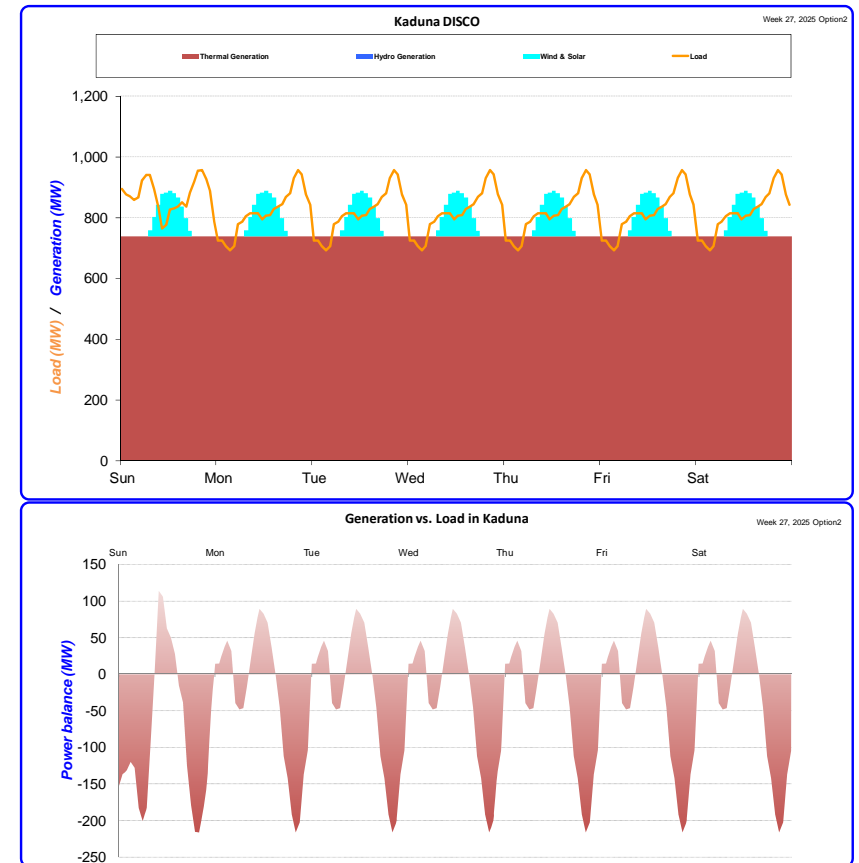 Kaduna DISCO
Week 27, 2025 Option2
Thermal Generation
Hydro Generation
Wind & Solar
Load
Load (MW) / Generation (MW)
1,200
1,000
800
600
400
200
0
Sun Mon Tue Wed Thu Fri Sat
Generation vs. Load in Kaduna
Week 27, 2025 Option2
Sun Mon Tue Wed Thu Fri Sat
Power balance (MW)
150
100
50
0
-50
-100
-150
-200
-250